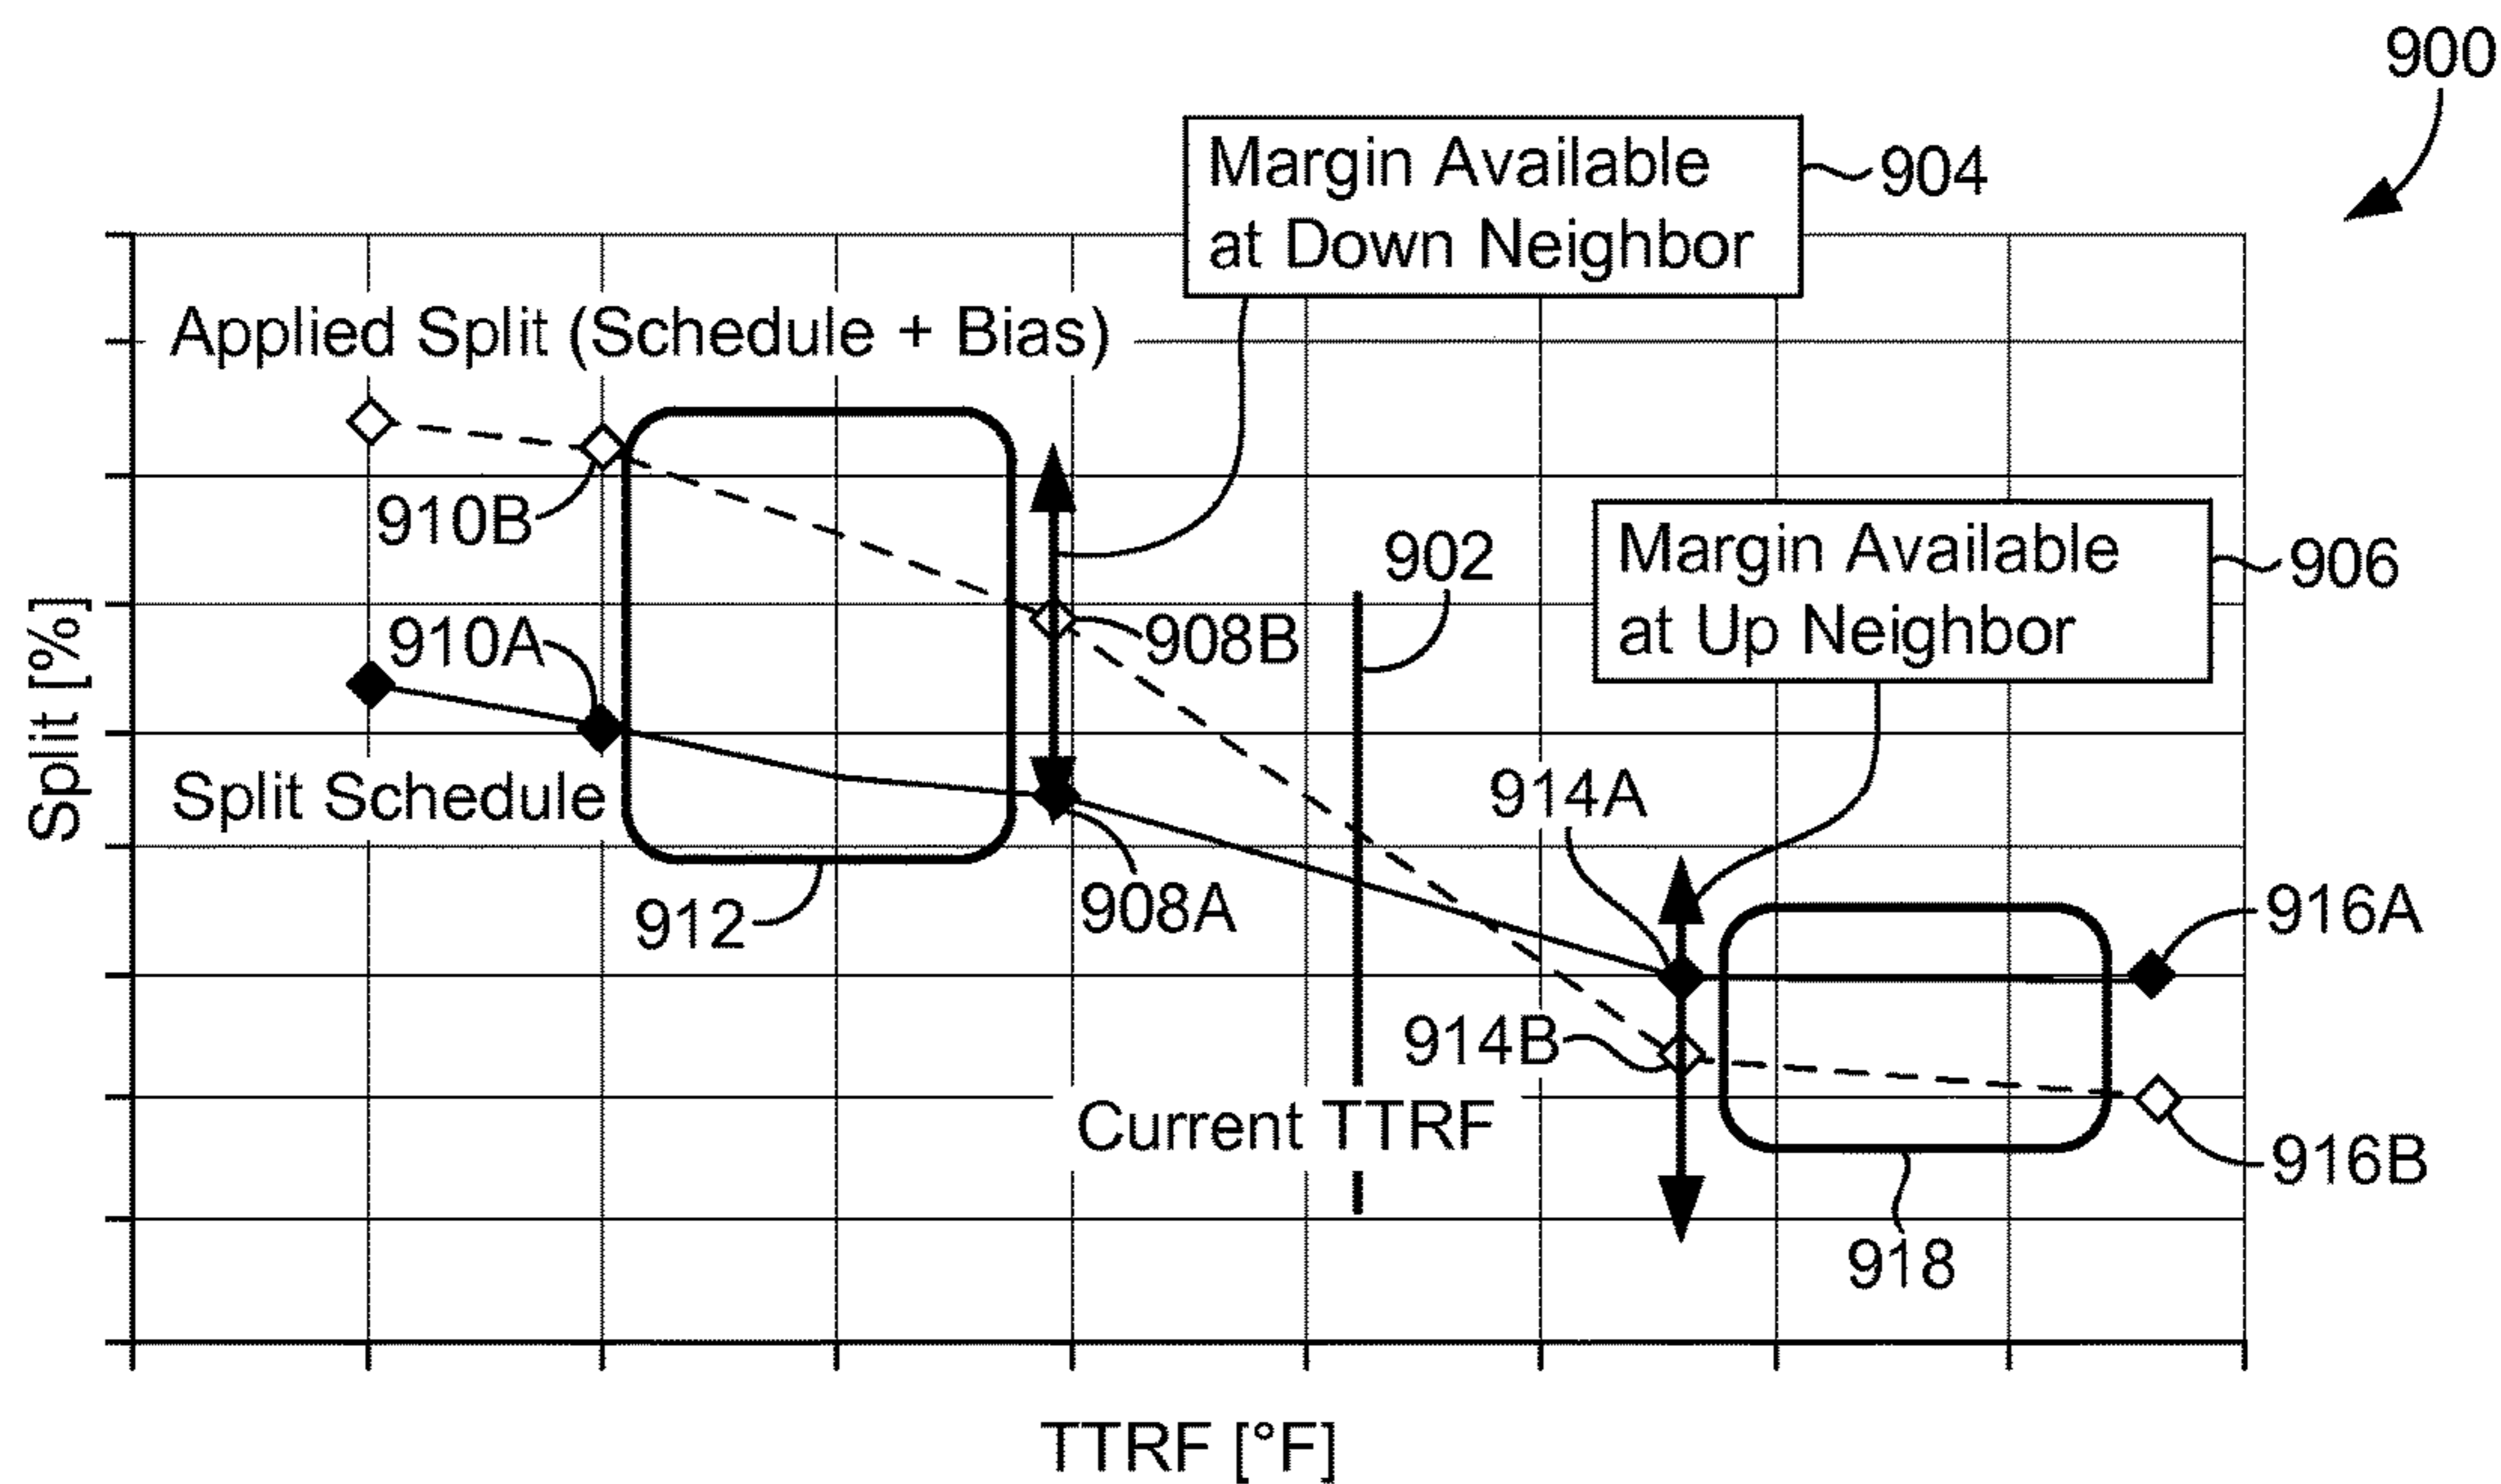 900
Margin Available
at Down Neighbor
904
Applied Split (Schedule + Bias)
910B
902
Margin Available
at Up Neighbor
906
910A
908B
Split [%]
Split Schedule
914A
912
908A
916A
914B
Current TTRF
916B
918
TTRF [°F]